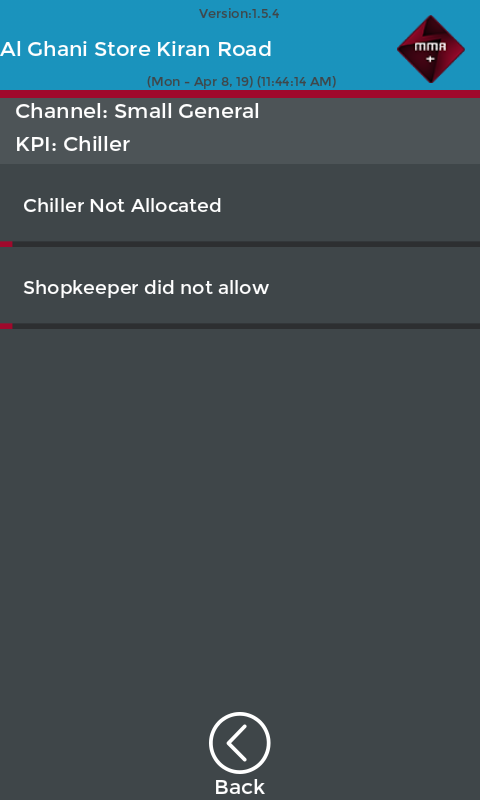 Version:1.5.4
Al Ghani Store Kiran Road
MMA
+
(Mon - Apr 8, 19) (11:44:14 AM)
Channel: Small General
KPI: Chiller
Chiller Not Allocated
Shopkeeper did not allow
Back